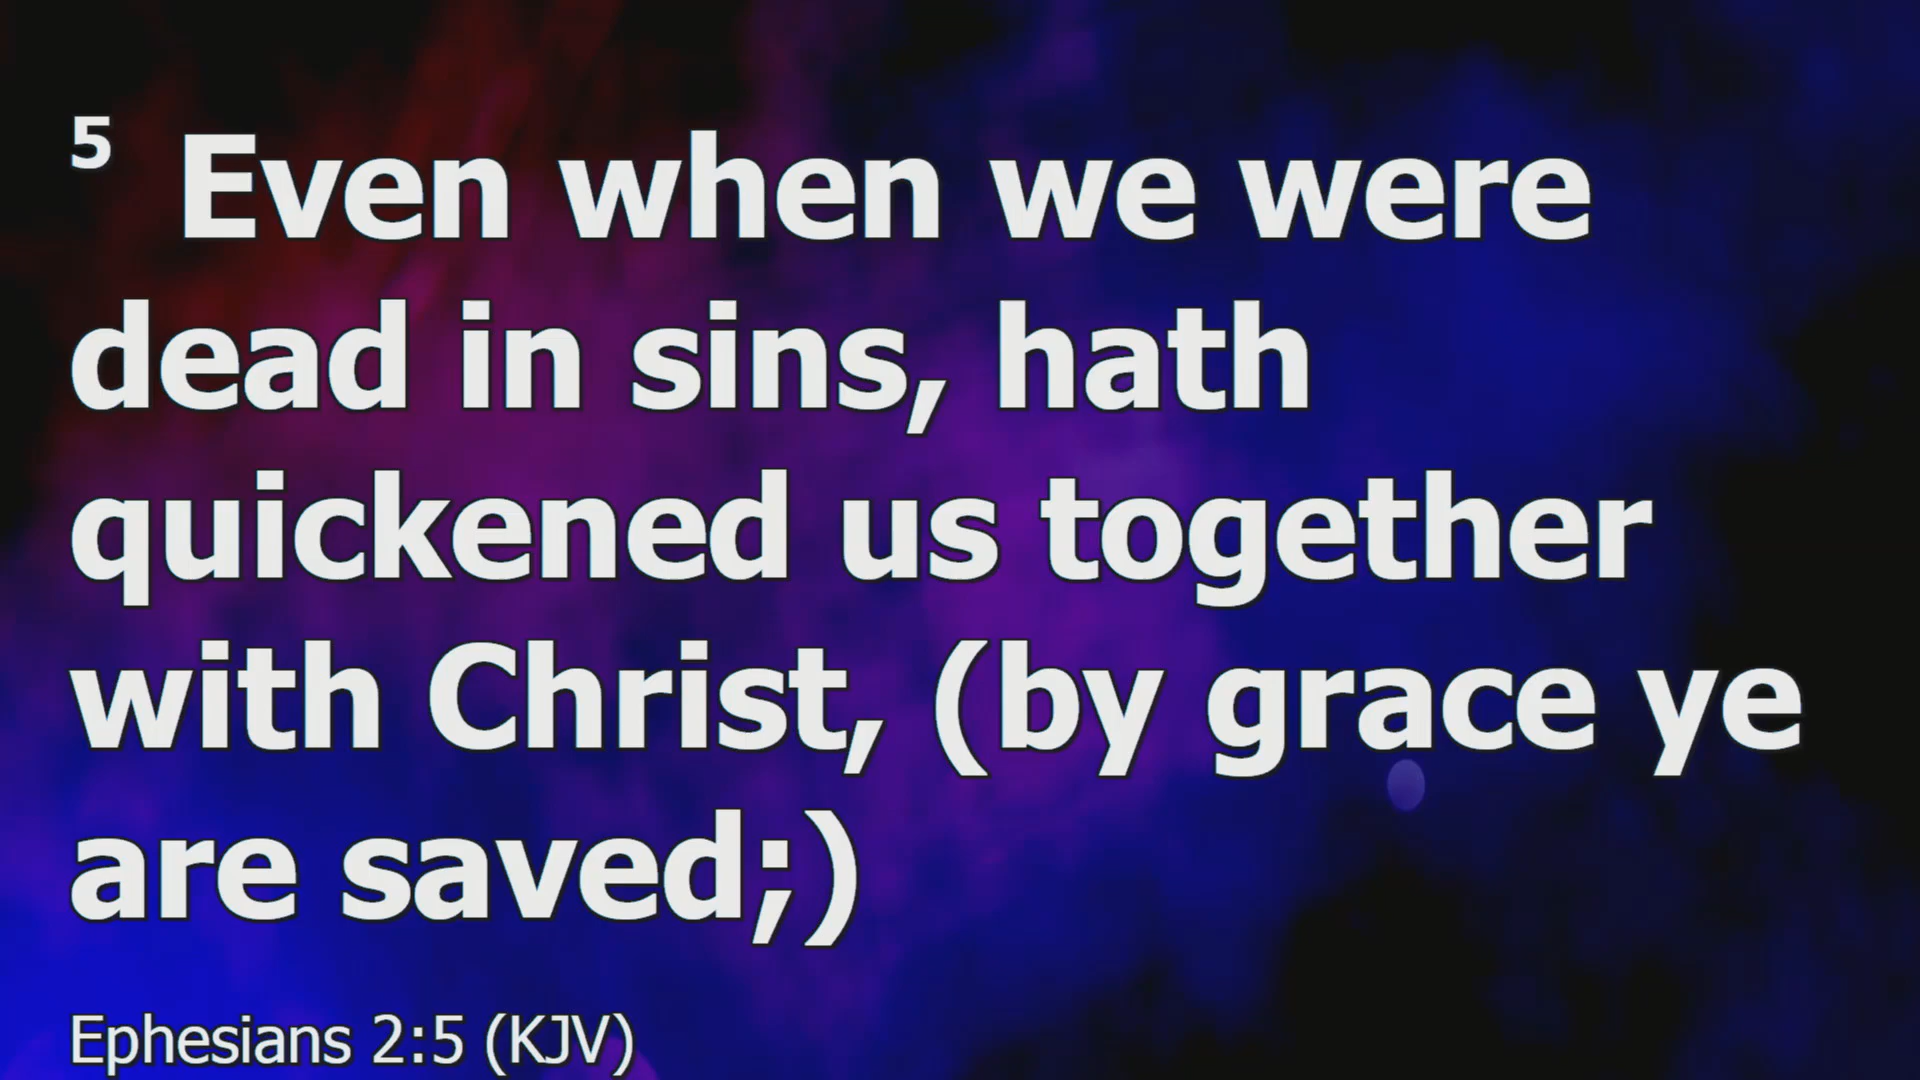 5 Even when we were
dead in sins, hath
quickened us together
with Christ, (by grace ye
are saved;)
Ephesians 2:5 (KJV)